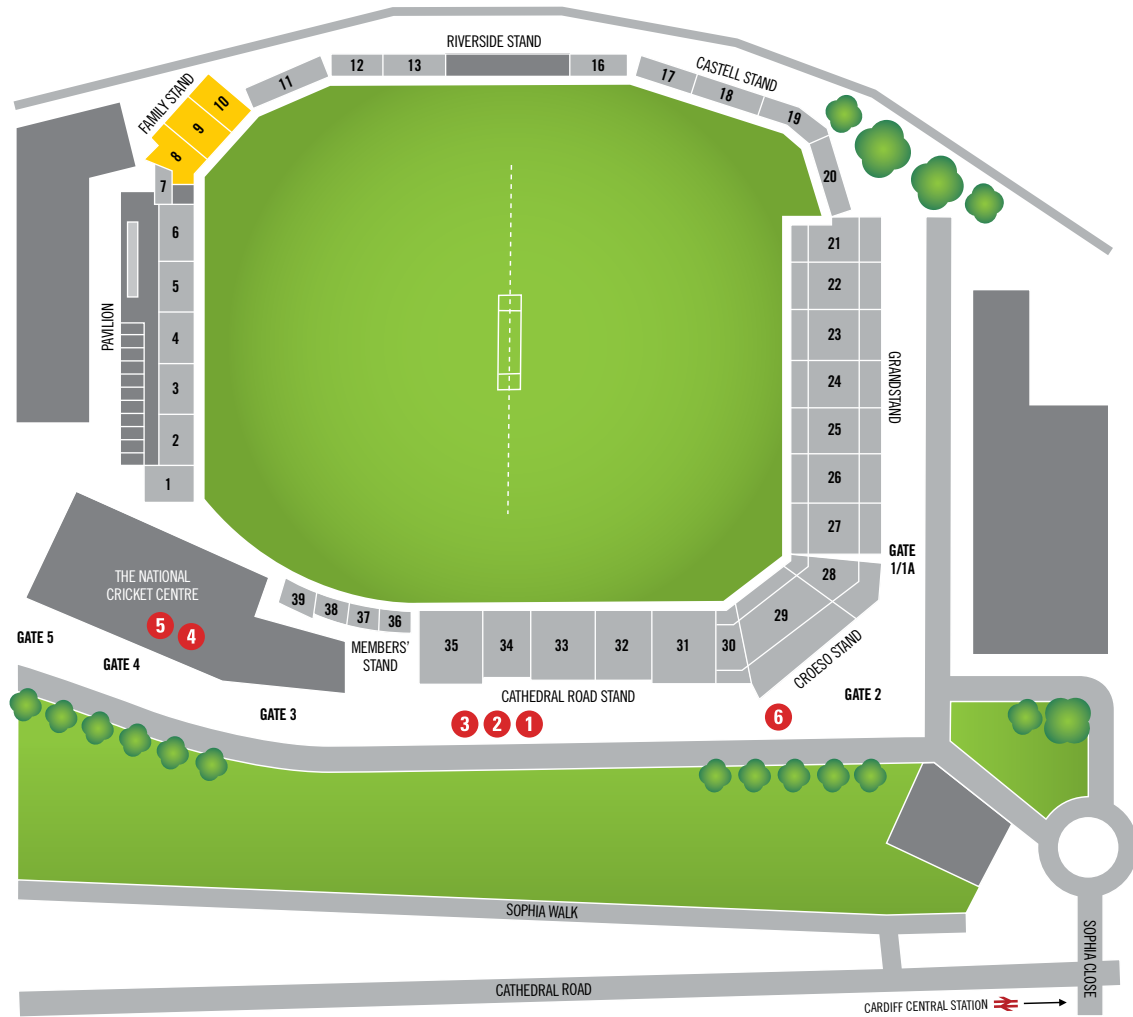 RIVERSIDE STAND
12
13
16
11
17
18
19
CASTELL STAND
FAMILY STAND
10
9
8
7
20
6
5
4
3
2
1
PAVILION
21
22
23
24
25
26
27
GRANDSTAND
GATE
1/1A
28
29
30
CROESO STAND
THE NATIONAL
CRICKET CENTRE
5
4
39
38
37
36
MEMBERS'
STAND
35
34
33
32
31
CATHEDRAL ROAD STAND
GATE 5
GATE 4
GATE 3
3
2
1
6
GATE 2
SOPHIA WALK
CATHEDRAL ROAD
SOPHIA CLOSE
CARDIFF CENTRAL STATION